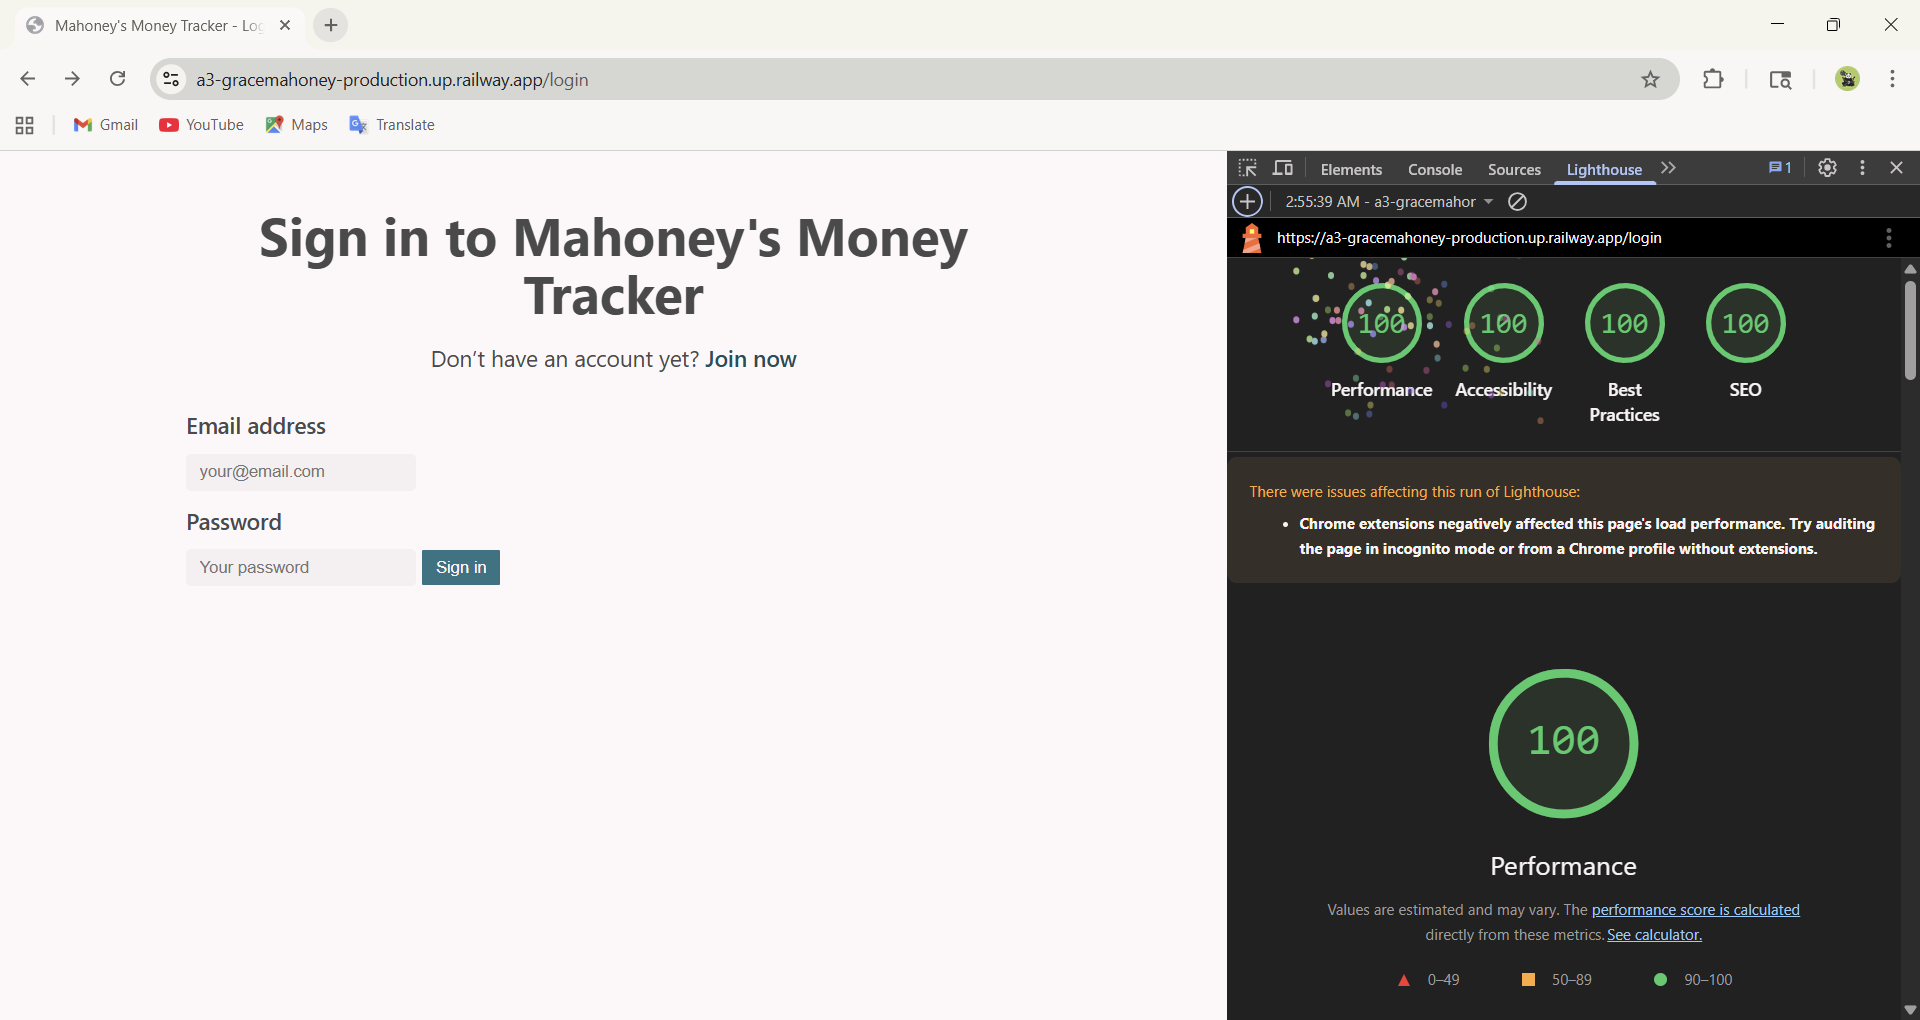 Mahoney's Money Tracker - Log
a3-gracemahoney-production.up.railway.app/login
Gmail
YouTube
Maps
Translate
Sign in to Mahoney's Money
Tracker
Don’t have an account yet? Join now
Email address
your@email.com
Password
Your password
Sign in
Elements
Console
Sources
Lighthouse
1
2:55:39 AM - a3-gracemahor
https://a3-gracemahoney-production.up.railway.app/login
100
100
100
100
Performance
Accessibility
Best
Practices
SEO
There were issues affecting this run of Lighthouse:
Chrome extensions negatively affected this page's load performance. Try auditing
the page in incognito mode or from a Chrome profile without extensions.
100
Performance
Values are estimated and may vary. The performance score is calculated
directly from these metrics. See calculator.
0–49
50–89
90–100